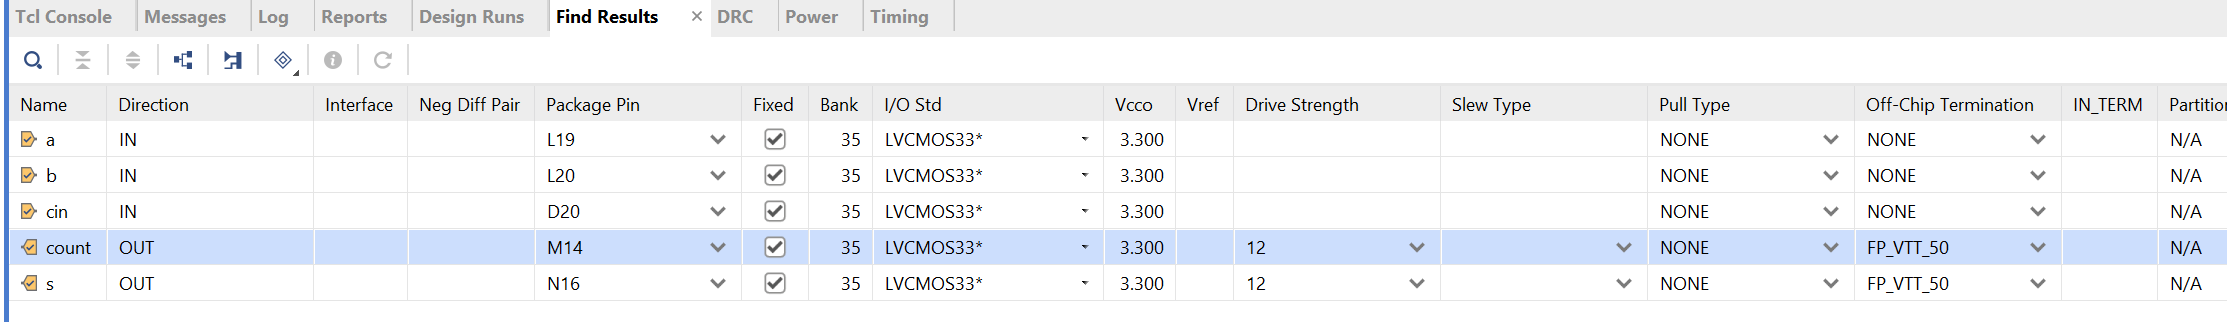 Tcl Console Messages Log Reports Design Runs Find Results × DRC Power Timing
Name Direction Interface Neg Diff Pair Package Pin Fixed Bank I/O Std Vcco Vref Drive Strength Slew Type Pull Type Off-Chip Termination IN_TERM Partition
a IN L19 35 LVCMOS33* 3.300 NONE NONE N/A
b IN L20 35 LVCMOS33* 3.300 NONE NONE N/A
cin IN D20 35 LVCMOS33* 3.300 NONE NONE N/A
count OUT M14 35 LVCMOS33* 3.300 12 NONE FP_VTT_50 N/A
s OUT N16 35 LVCMOS33* 3.300 12 NONE FP_VTT_50 N/A